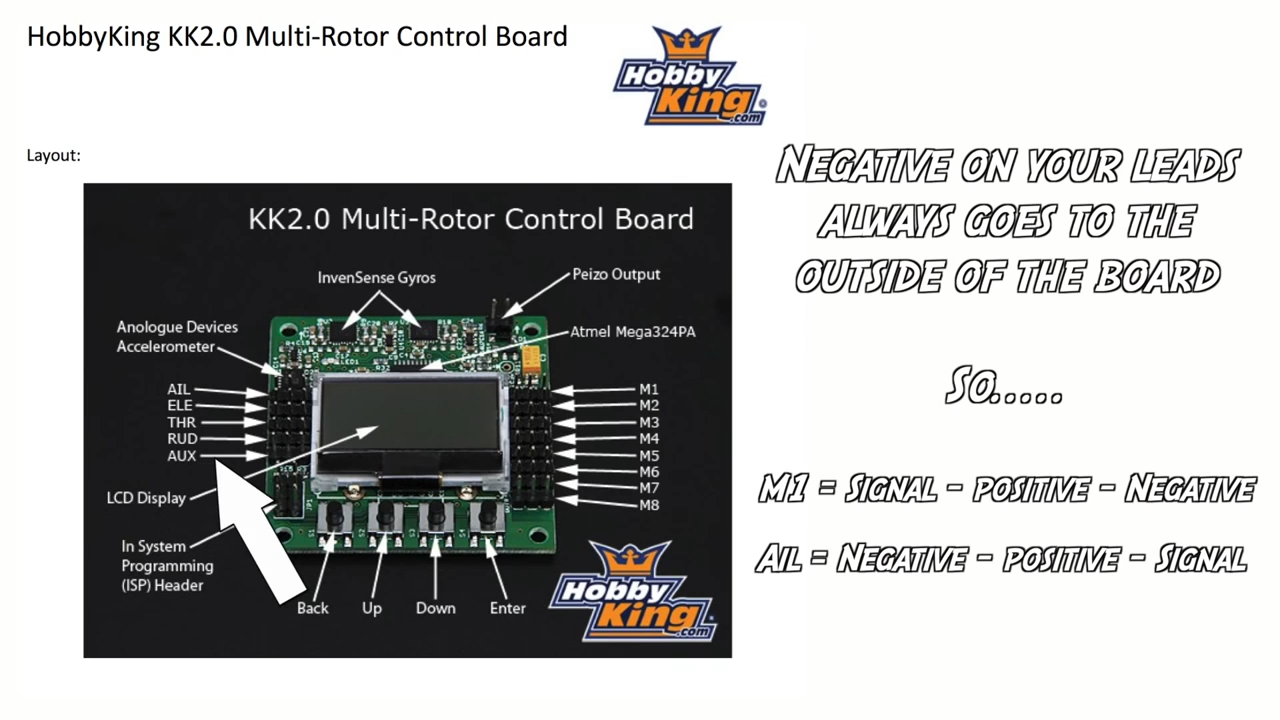 HobbyKing KK2.0 Multi-Rotor Control Board
Hobby
King
.com
Layout:
KK2.0 Multi-Rotor Control Board
InvenSense Gyros
Peizo Output
Anologue Devices
Accelerometer
Atmel Mega324PA
AIL
ELE
THR
RUD
AUX
M1
M2
M3
M4
M5
M6
M7
M8
LCD Display
In System
Programming
(ISP) Header
Back
Up
Down
Enter
Hobby
King
.com
NEGATIVE ON YOUR LEADS
ALWAYS GOES TO THE
OUTSIDE OF THE BOARD
SO.....
M1 = SIGNAL - POSITIVE - NEGATIVE
AIL = NEGATIVE - POSITIVE - SIGNAL